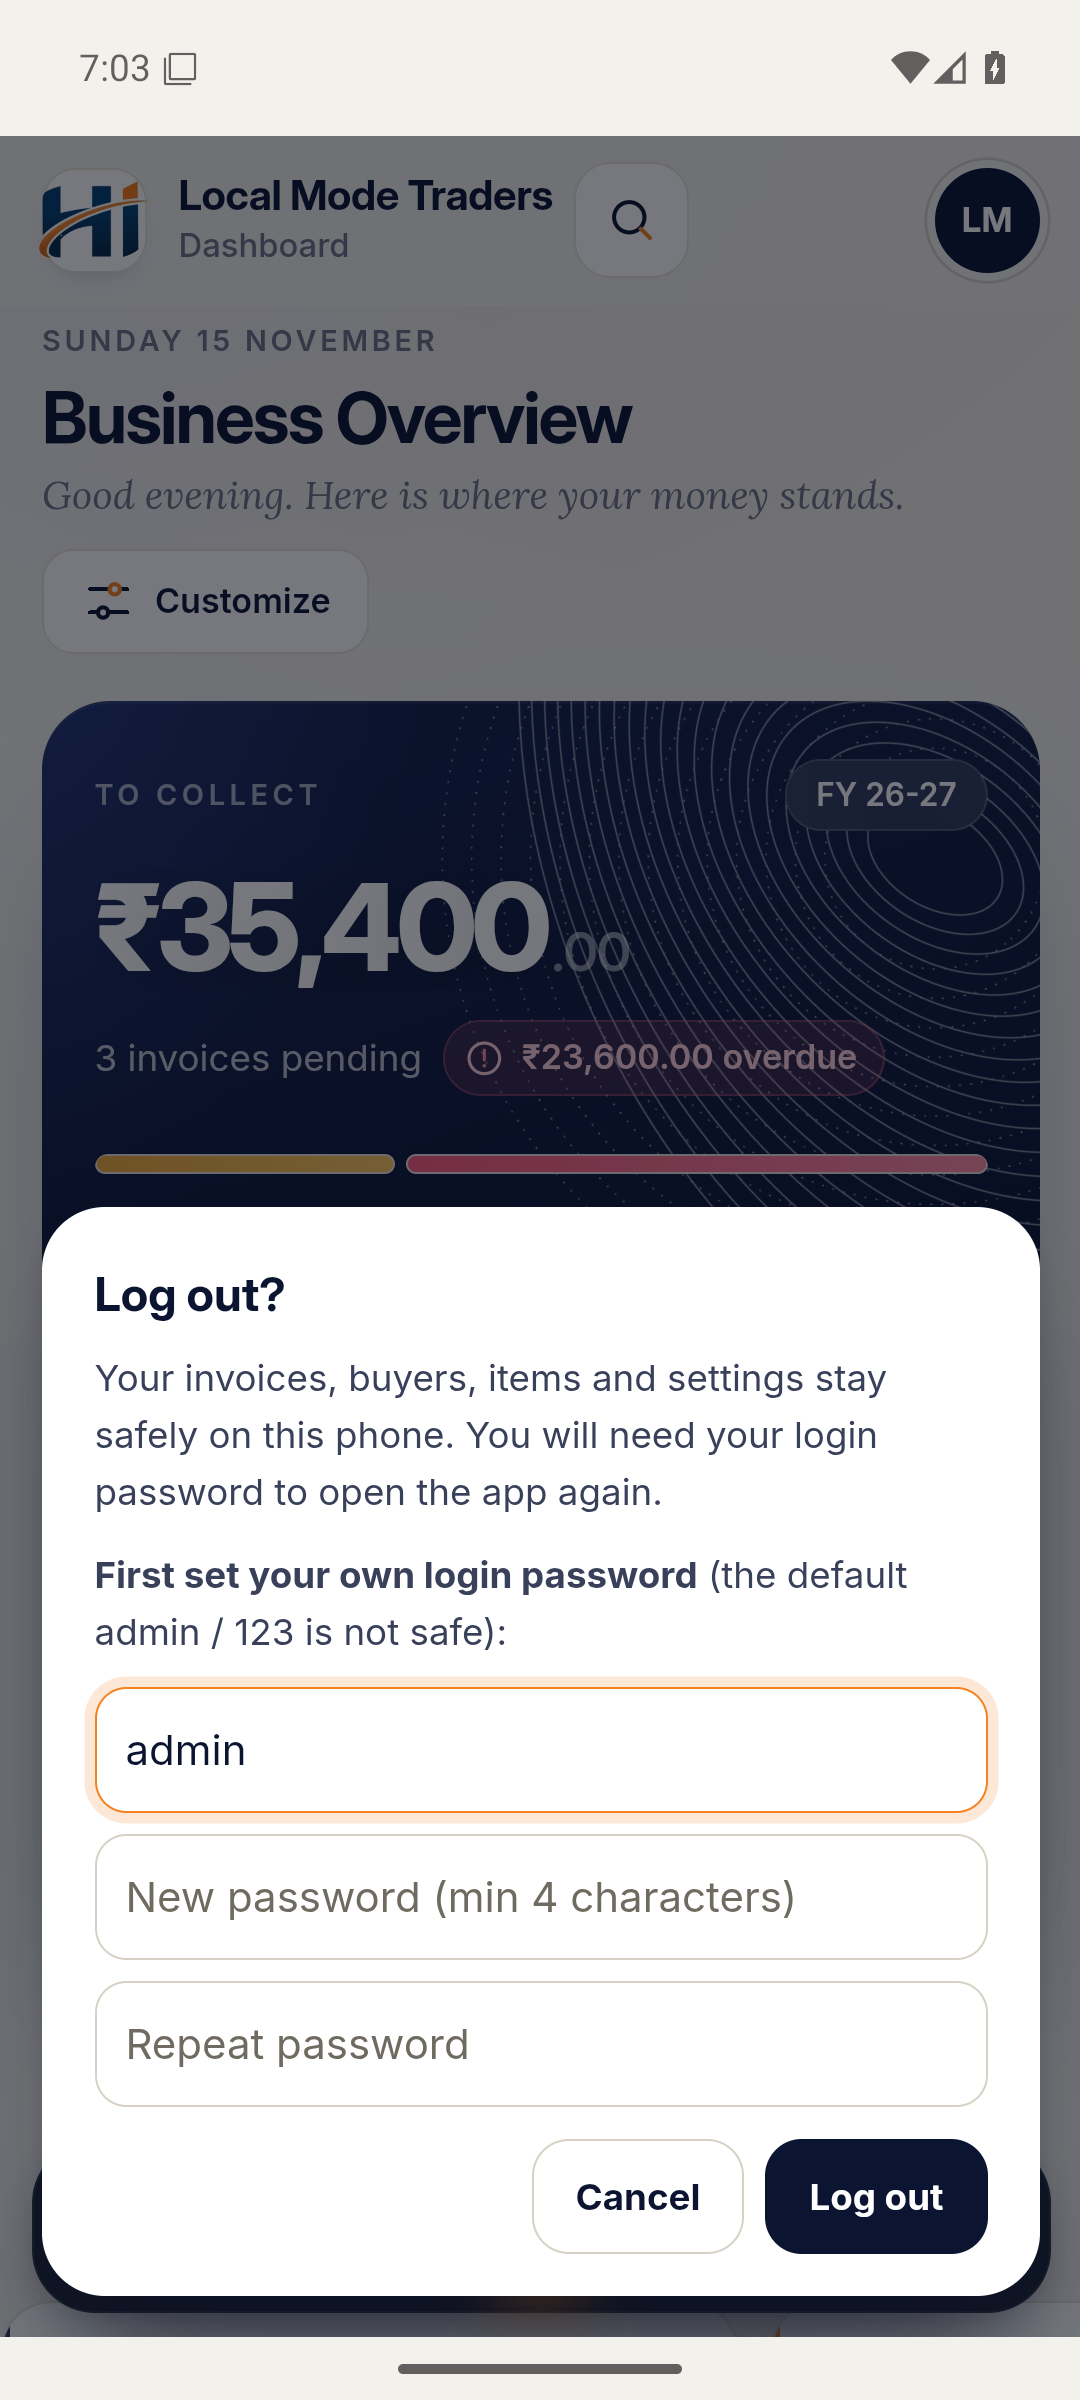 7:03
Hi
Local Mode Traders
Dashboard
LM
SUNDAY 15 NOVEMBER
Business Overview
Good evening. Here is where your money stands.
Customize
TO COLLECT
FY 26-27
₹35,400.00
3 invoices pending
₹23,600.00 overdue
Log out?
Your invoices, buyers, items and settings stay
safely on this phone. You will need your login
password to open the app again.
First set your own login password (the default
admin / 123 is not safe):
admin
New password (min 4 characters)
Repeat password
Cancel
Log out